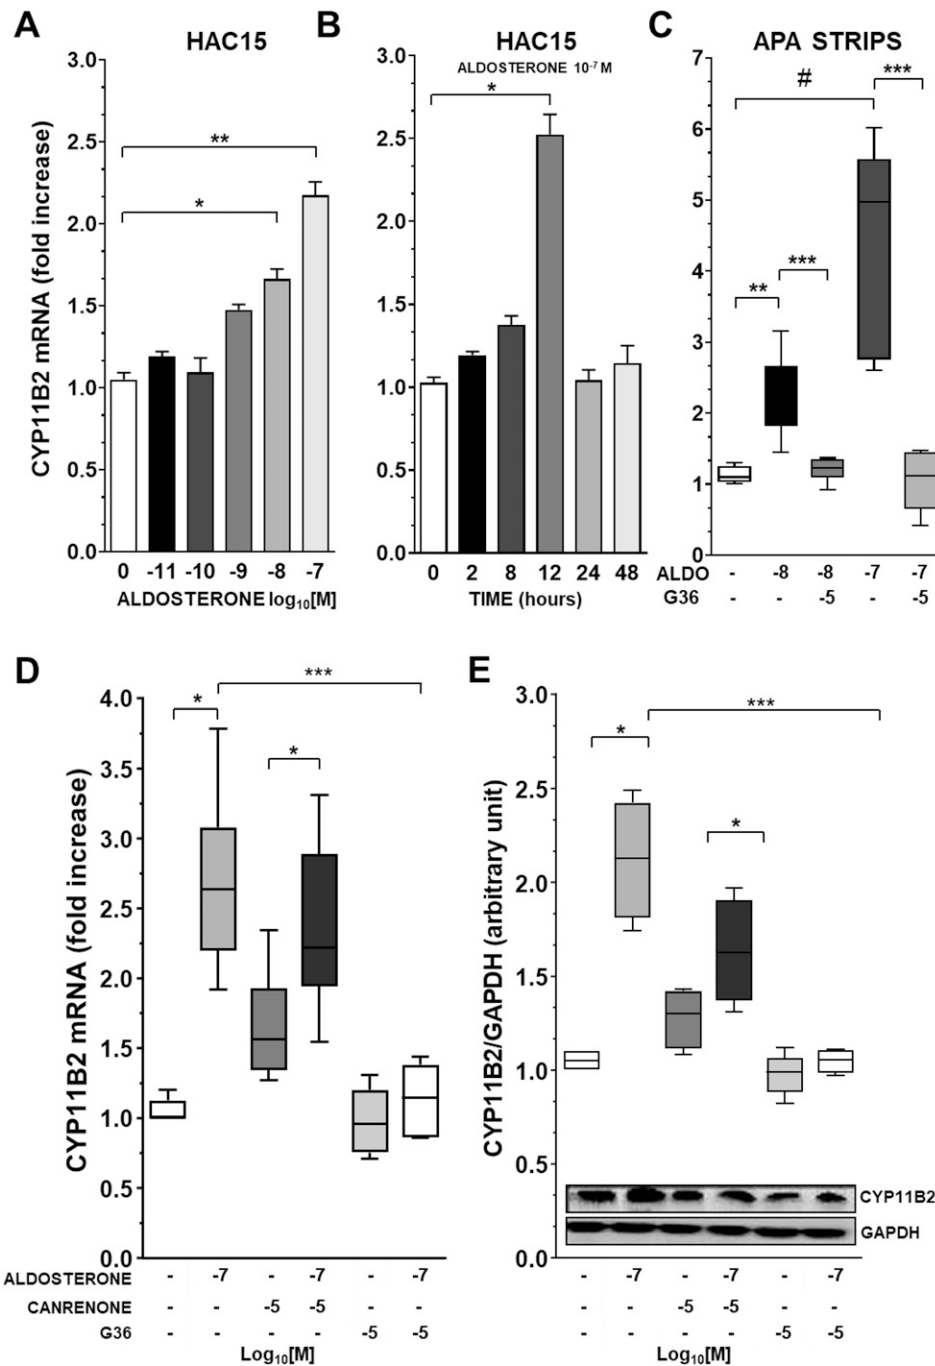 A
HAC15
CYP11B2 mRNA (fold increase)
3.0
2.5
2.0
1.5
1.0
0.5
0.0
**
*
0 -11 -10 -9 -8 -7
ALDOSTERONE log₁₀[M]
B
HAC15
ALDOSTERONE 10⁻⁷ M
3.0
2.5
2.0
1.5
1.0
0.5
0.0
*
0 2 8 12 24 48
TIME (hours)
C
APA STRIPS
7
6
5
4
3
2
1
0
#
***
***
**
ALDO - -8 -8 -7 -7
G36 - - -5 - -5
D
CYP11B2 mRNA (fold increase)
4.0
3.5
3.0
2.5
2.0
1.5
1.0
0.5
0.0
***
*
*
ALDOSTERONE - -7 - -7 - -7
CANRENONE - - -5 -5 - -
G36 - - - - -5 -5
Log₁₀[M]
E
CYP11B2/GAPDH (arbitrary unit)
3.0
2.5
2.0
1.5
1.0
0.5
0.0
***
*
*
CYP11B2
GAPDH
- -7 - -7 - -7
- - -5 -5 - -
- - - - -5 -5
Log₁₀[M]